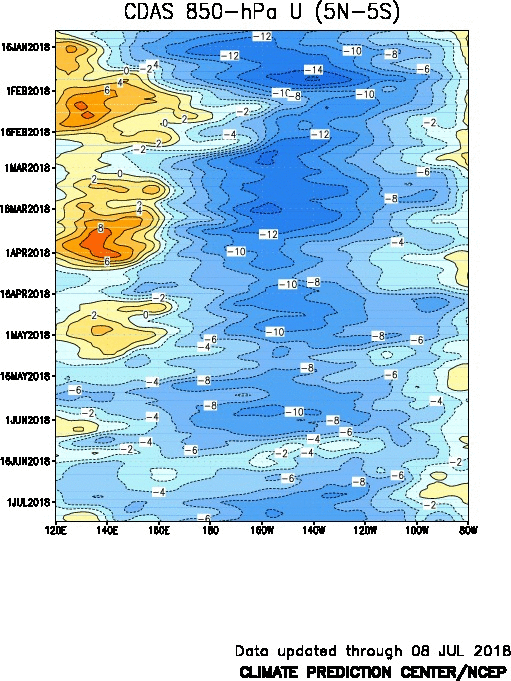 CDAS 850-hPa U (5N-5S)
-12
16JAN2018 -12 -10 -8
0 -2 4 -14 -6
4
1FEB2018 6 -10 -8 -10
2 -2
0 -2
16FEB2018 -4 -12
-2 2
1MAR2018 0 -6
2
-8
16MAR2018 2
4
8 -12 -4
1APR2018 6 -10
-10 -8
16APR2018 -2
2 0
1MAY2018 -6 -10 -8 -6
-4
-8
16MAY2018 -4 -8 -6
-6
-8 -4
-2 -4 -10
1JUN2018 -8
-4 -4 -6
-2 -6 -2 -4
16JUN2018 -2
-6 -6
-4 -8
1JUL2018 -2
-6
120E 140E 160E 180 160W 140W 120W 100W 80W
Data updated through 08 JUL 2018
CLIMATE PREDICTION CENTER/NCEP